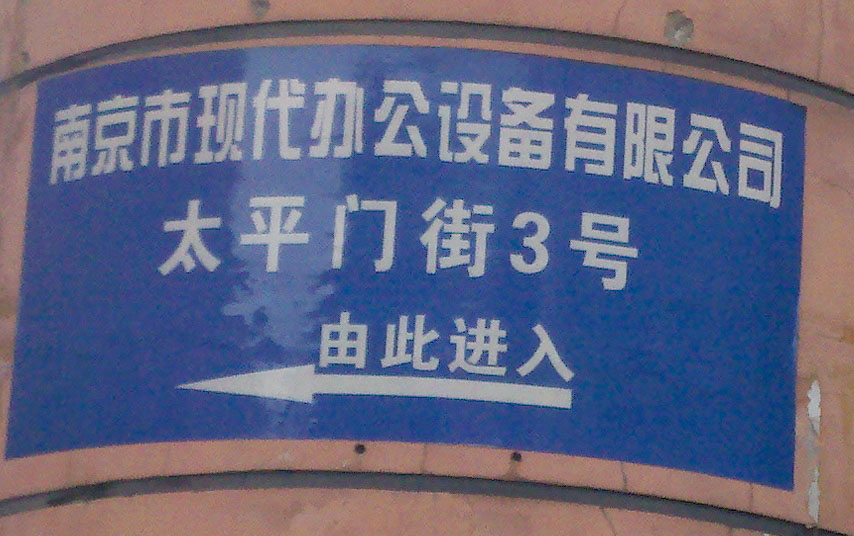 南京市现代办公设备有限公司
太平门街3号
由此进入